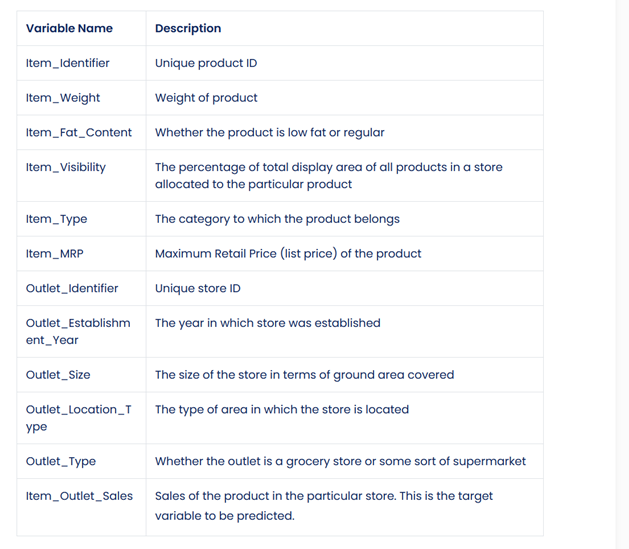 Variable Name Description
Item_Identifier Unique product ID
Item_Weight Weight of product
Item_Fat_Content Whether the product is low fat or regular
Item_Visibility The percentage of total display area of all products in a store
allocated to the particular product
Item_Type The category to which the product belongs
Item_MRP Maximum Retail Price (list price) of the product
Outlet_Identifier Unique store ID
Outlet_Establishm The year in which store was established
ent_Year
Outlet_Size The size of the store in terms of ground area covered
Outlet_Location_T The type of area in which the store is located
ype
Outlet_Type Whether the outlet is a grocery store or some sort of supermarket
Item_Outlet_Sales Sales of the product in the particular store. This is the target
variable to be predicted.